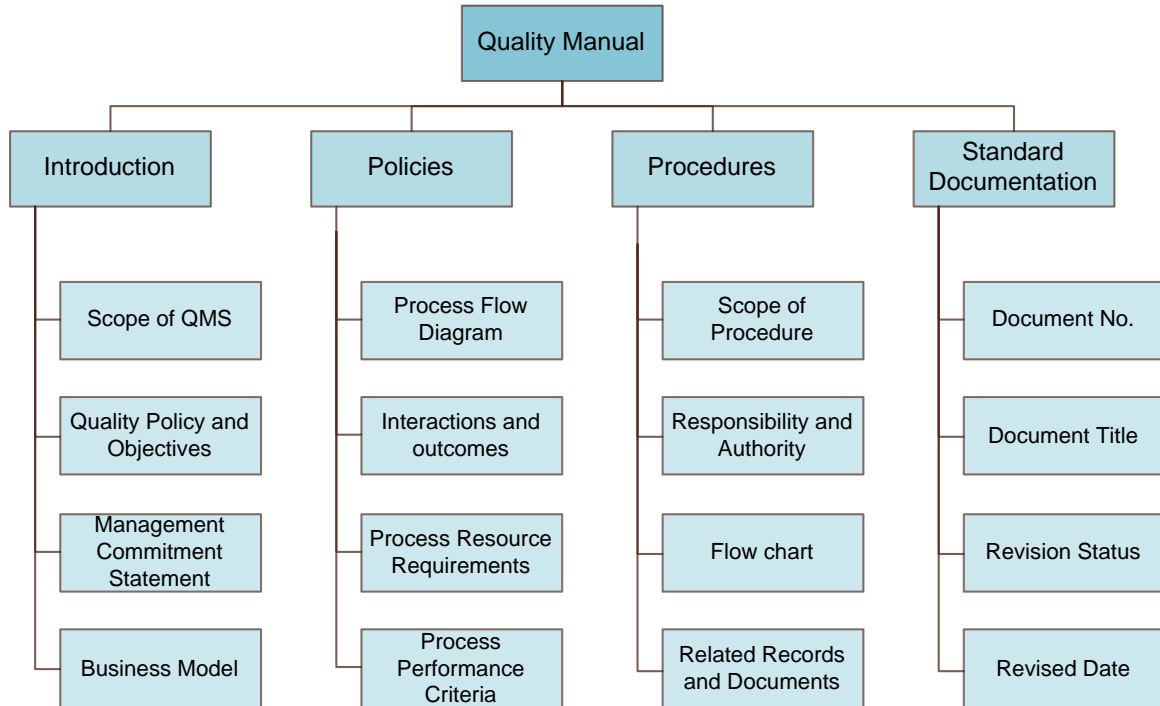 Quality Manual
Introduction
Policies
Procedures
Standard
Documentation
Scope of QMS
Process Flow
Diagram
Scope of
Procedure
Document No.
Quality Policy and
Objectives
Interactions and
outcomes
Responsibility and
Authority
Document Title
Management
Commitment
Statement
Process Resource
Requirements
Flow chart
Revision Status
Business Model
Process
Performance
Criteria
Related Records
and Documents
Revised Date